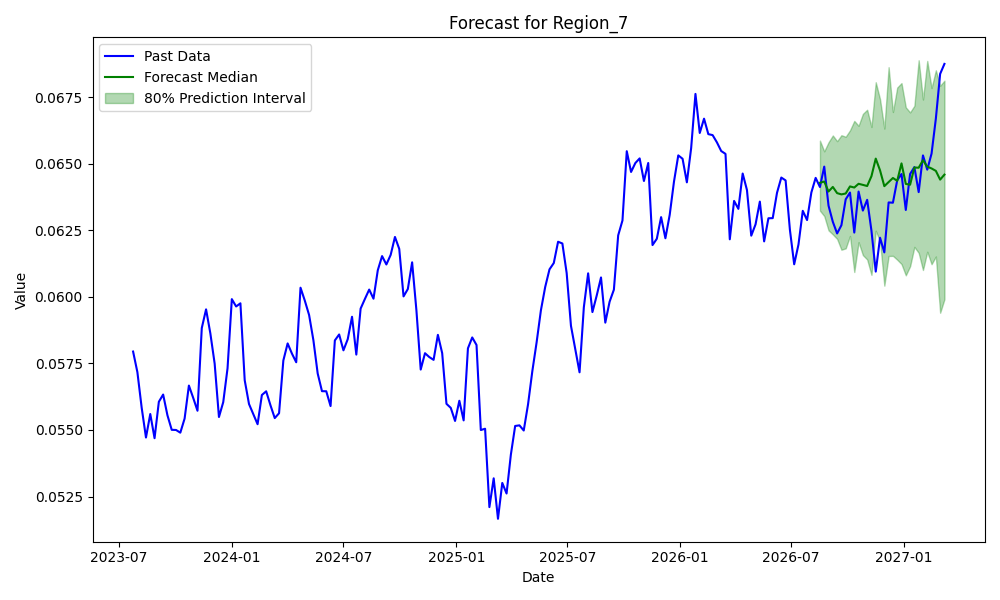 Forecast for Region_7
Past Data
Forecast Median
80% Prediction Interval
Value
0.0675
0.0650
0.0625
0.0600
0.0575
0.0550
0.0525
2023-07
2024-01
2024-07
2025-01
2025-07
2026-01
2026-07
2027-01
Date